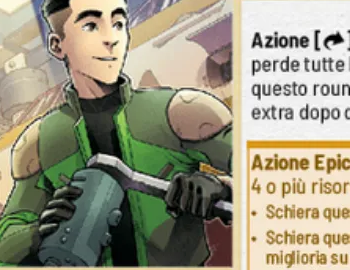 Azione [
perde tutte
questo roun
extra dopo
Azione Epic
4 o più risor
• Schiera que
• Schiera que
miglioria su